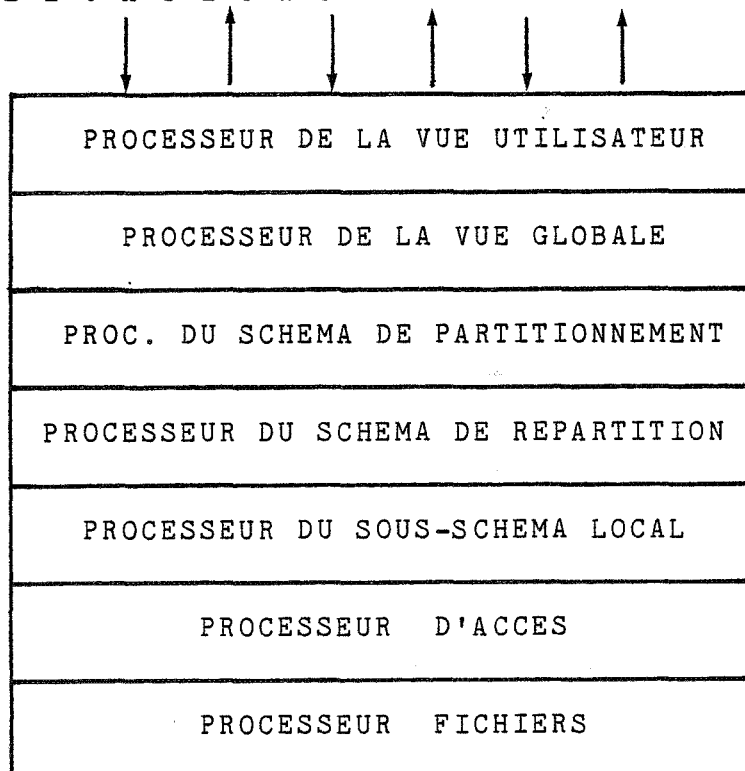 PROCESSEUR DE LA VUE UTILISATEUR
PROCESSEUR DE LA VUE GLOBALE
PROC. DU SCHEMA DE PARTITIONNEMENT
PROCESSEUR DU SCHEMA DE REPARTITION
PROCESSEUR DU SOUS-SCHEMA LOCAL
PROCESSEUR D'ACCES
PROCESSEUR FICHIERS